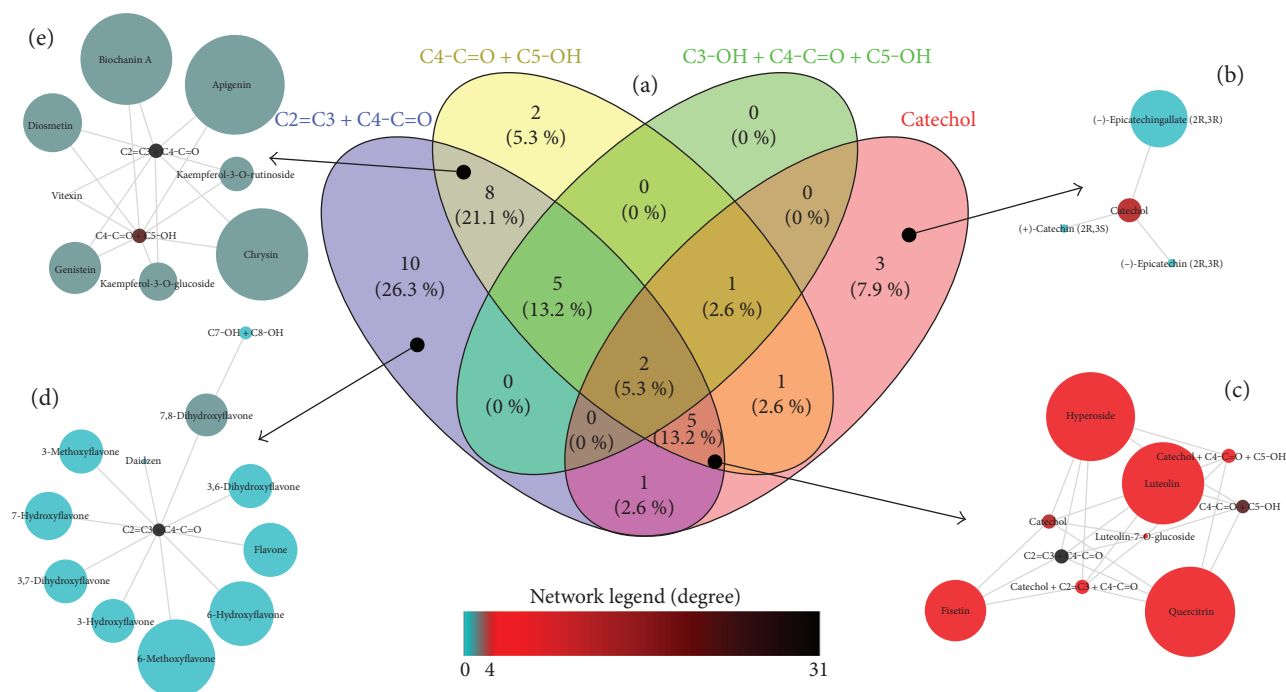 (e)
Biochanin A
Apigenin
Diosmetin
C2=C3 + C4-C=O
Kaempferol-3-O-rutinoside
Vitexin
C4-C=O + C5-OH
Genistein
Kaempferol-3-O-glucoside
Chrysin
(a)
C4-C=O + C5-OH
C3-OH + C4-C=O + C5-OH
C2=C3 + C4-C=O
Catechol
2
(5.3 %)
0
(0 %)
8
(21.1 %)
0
(0 %)
0
(0 %)
10
(26.3 %)
5
(13.2 %)
1
(2.6 %)
3
(7.9 %)
0
(0 %)
2
(5.3 %)
1
(2.6 %)
0
(0 %)
5
(13.2 %)
1
(2.6 %)
(b)
(-)-Epicatechingallate (2R,3R)
Catechol
(+)-Catechin (2R,3S)
(-)-Epicatechin (2R,3R)
(c)
Hyperoside
Catechol + C4-C=O + C5-OH
Luteolin
C4-C=O + C5-OH
Catechol
Luteolin-7-O-glucoside
C2=C3 + C4-C=O
Catechol + C2=C3 + C4-C=O
Fisetin
Quercitrin
(d)
C7-OH + C8-OH
7,8-Dihydroxyflavone
3-Methoxyflavone
Daidzen
3,6-Dihydroxyflavone
7-Hydroxyflavone
C2=C3 + C4-C=O
Flavone
3,7-Dihydroxyflavone
6-Hydroxyflavone
3-Hydroxyflavone
6-Methoxyflavone
Network legend (degree)
0 4 31